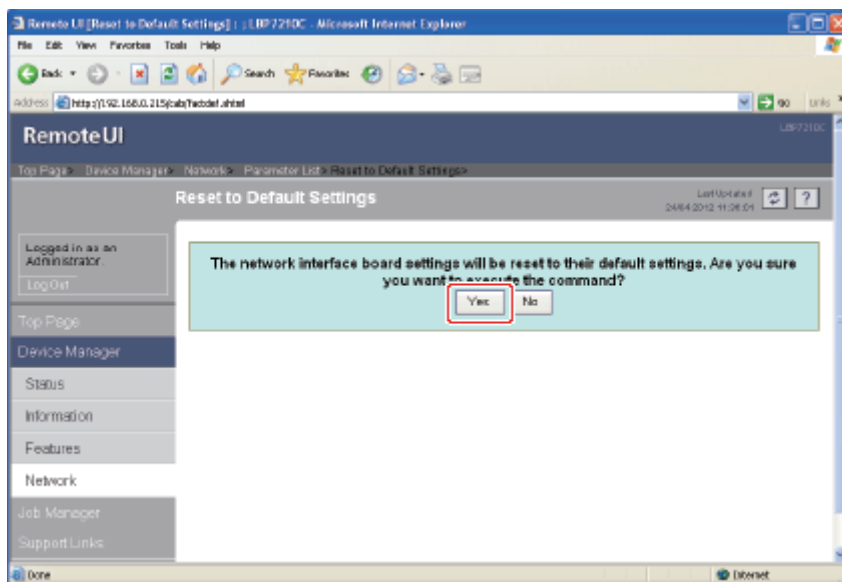 Remote UI [Reset to Default Settings] : ; LBP7210C - Microsoft Internet Explorer
File Edit View Favorites Tools Help
Back Search Favorites
Address http://192.168.0.215/cab/factdef.shtml Go Links
RemoteUI LBP7210C
Top Page> Device Manager> Network> Parameter List> Reset to Default Settings>
Reset to Default Settings
Last Updated:
24/04 2012 11:36:01 ?
Logged in as an
Administrator.
Log Out
The network interface board settings will be reset to their default settings. Are you sure
you want to execute the command?
Yes No
Top Page
Device Manager
Status
Information
Features
Network
Job Manager
Support Links
Done Internet